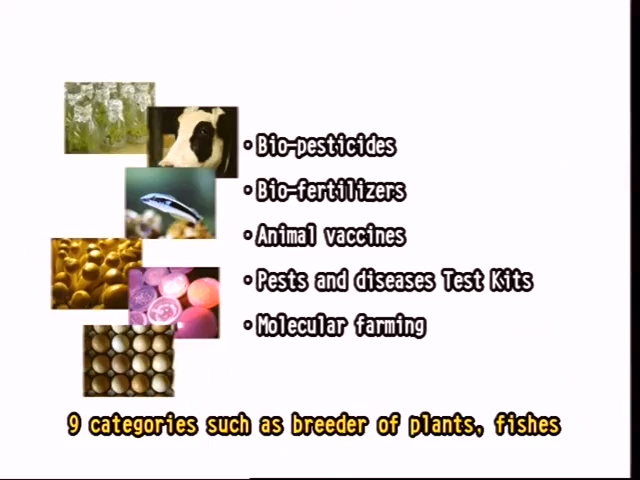 ・Bio-pesticides
・Bio-fertilizers
・Animal vaccines
・Pests and diseases Test Kits
・Molecular farming
9 categories such as breeder of plants, fishes